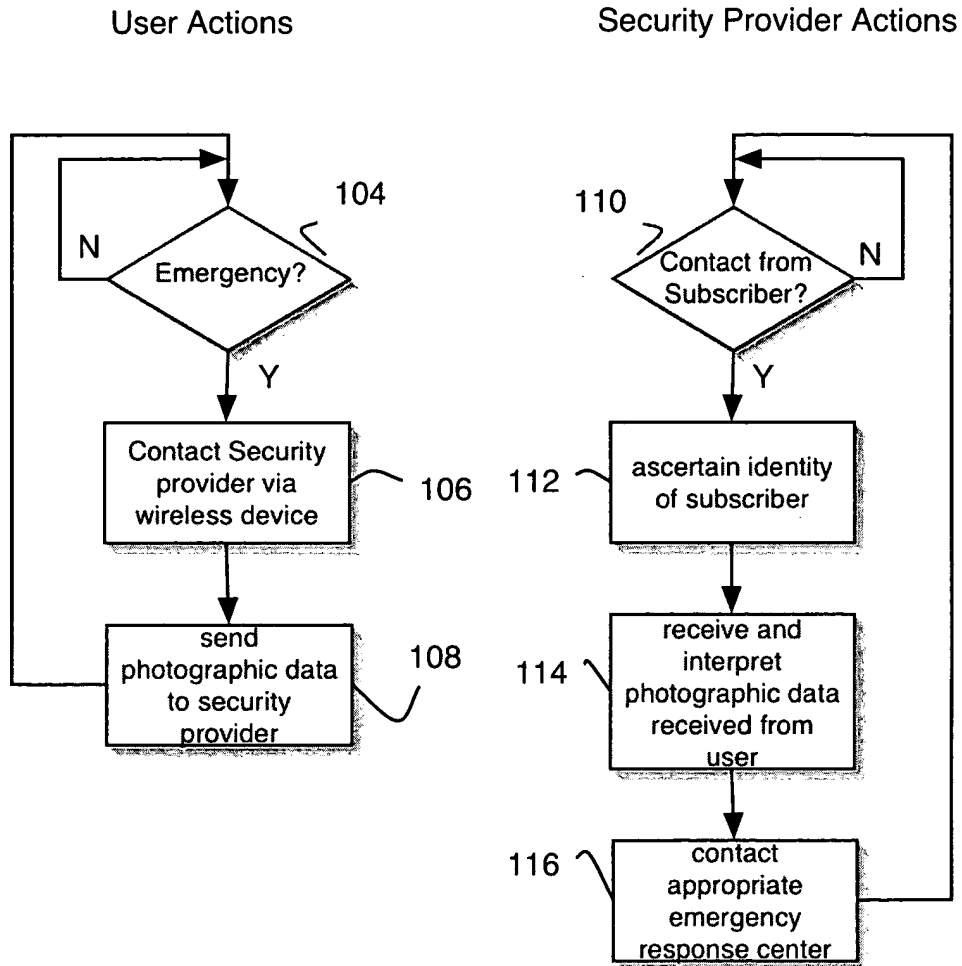 User Actions
Security Provider Actions
104
N
Emergency?
Y
Contact Security
provider via
wireless device
106
send
photographic data
to security
provider
108
110
Contact from
Subscriber?
N
Y
112
ascertain identity
of subscriber
114
receive and
interpret
photographic data
received from
user
116
contact
appropriate
emergency
response center